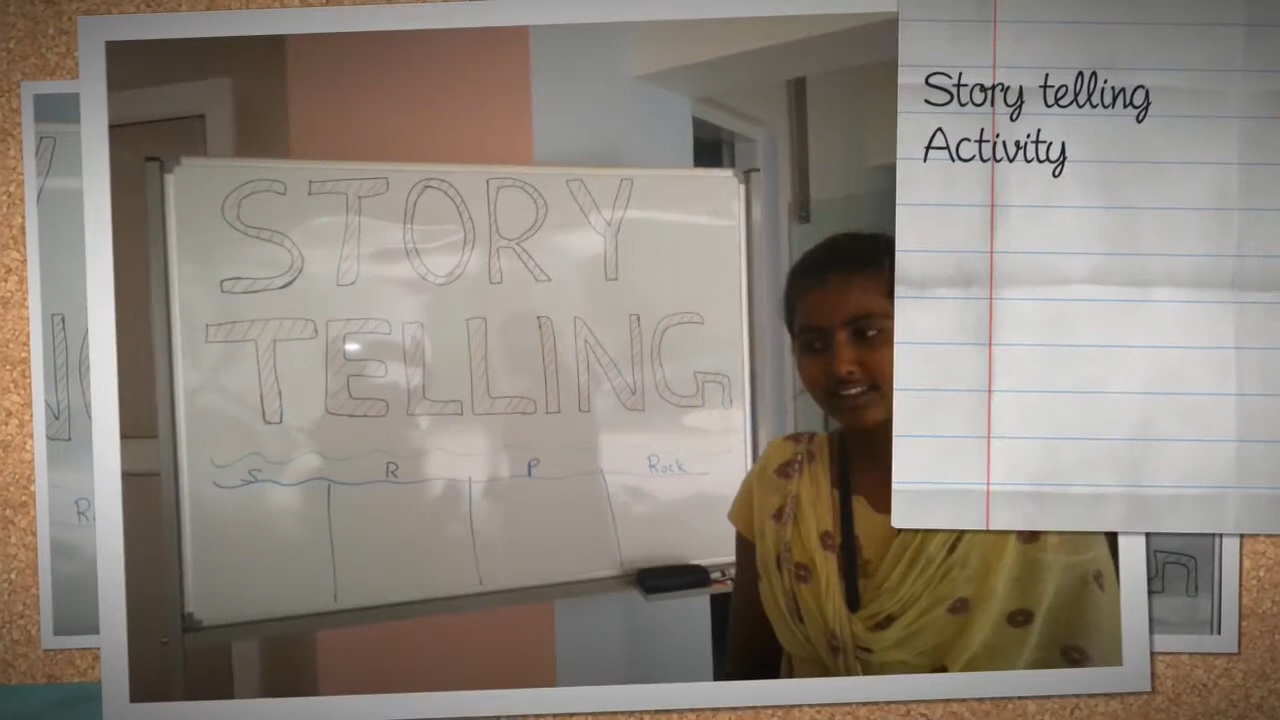 STORY
TELLING
S R P Rock
Story telling
Activity